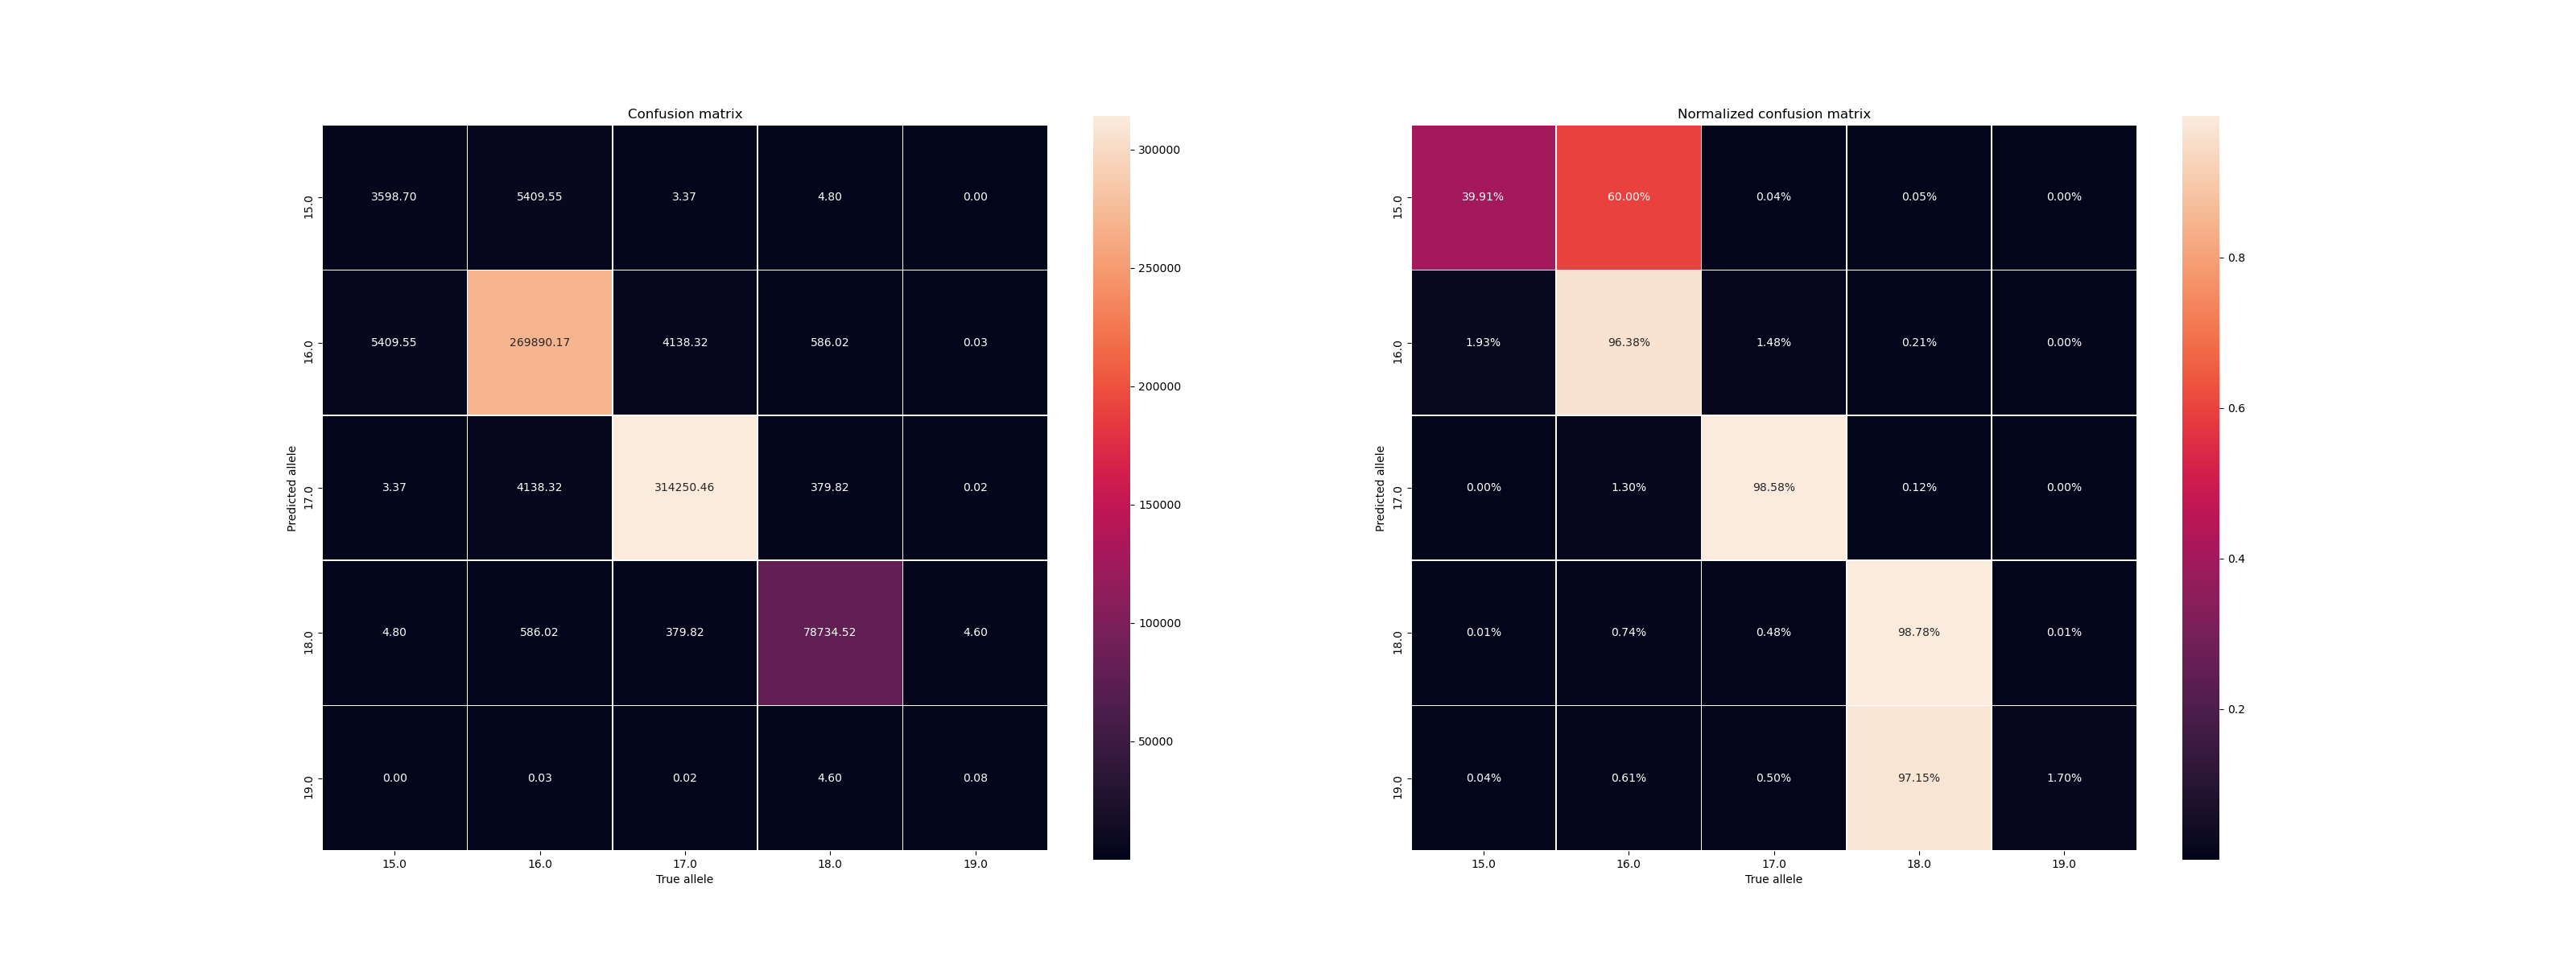 Confusion matrix
15.0 3598.70 5409.55 3.37 4.80 0.00
16.0 5409.55 269890.17 4138.32 586.02 0.03
17.0 3.37 4138.32 314250.46 379.82 0.02
18.0 4.80 586.02 379.82 78734.52 4.60
19.0 0.00 0.03 0.02 4.60 0.08
Predicted allele
15.0 16.0 17.0 18.0 19.0
True allele
300000
250000
200000
150000
100000
50000
Normalized confusion matrix
15.0 39.91% 60.00% 0.04% 0.05% 0.00%
16.0 1.93% 96.38% 1.48% 0.21% 0.00%
17.0 0.00% 1.30% 98.58% 0.12% 0.00%
18.0 0.01% 0.74% 0.48% 98.78% 0.01%
19.0 0.04% 0.61% 0.50% 97.15% 1.70%
Predicted allele
15.0 16.0 17.0 18.0 19.0
True allele
0.8
0.6
0.4
0.2